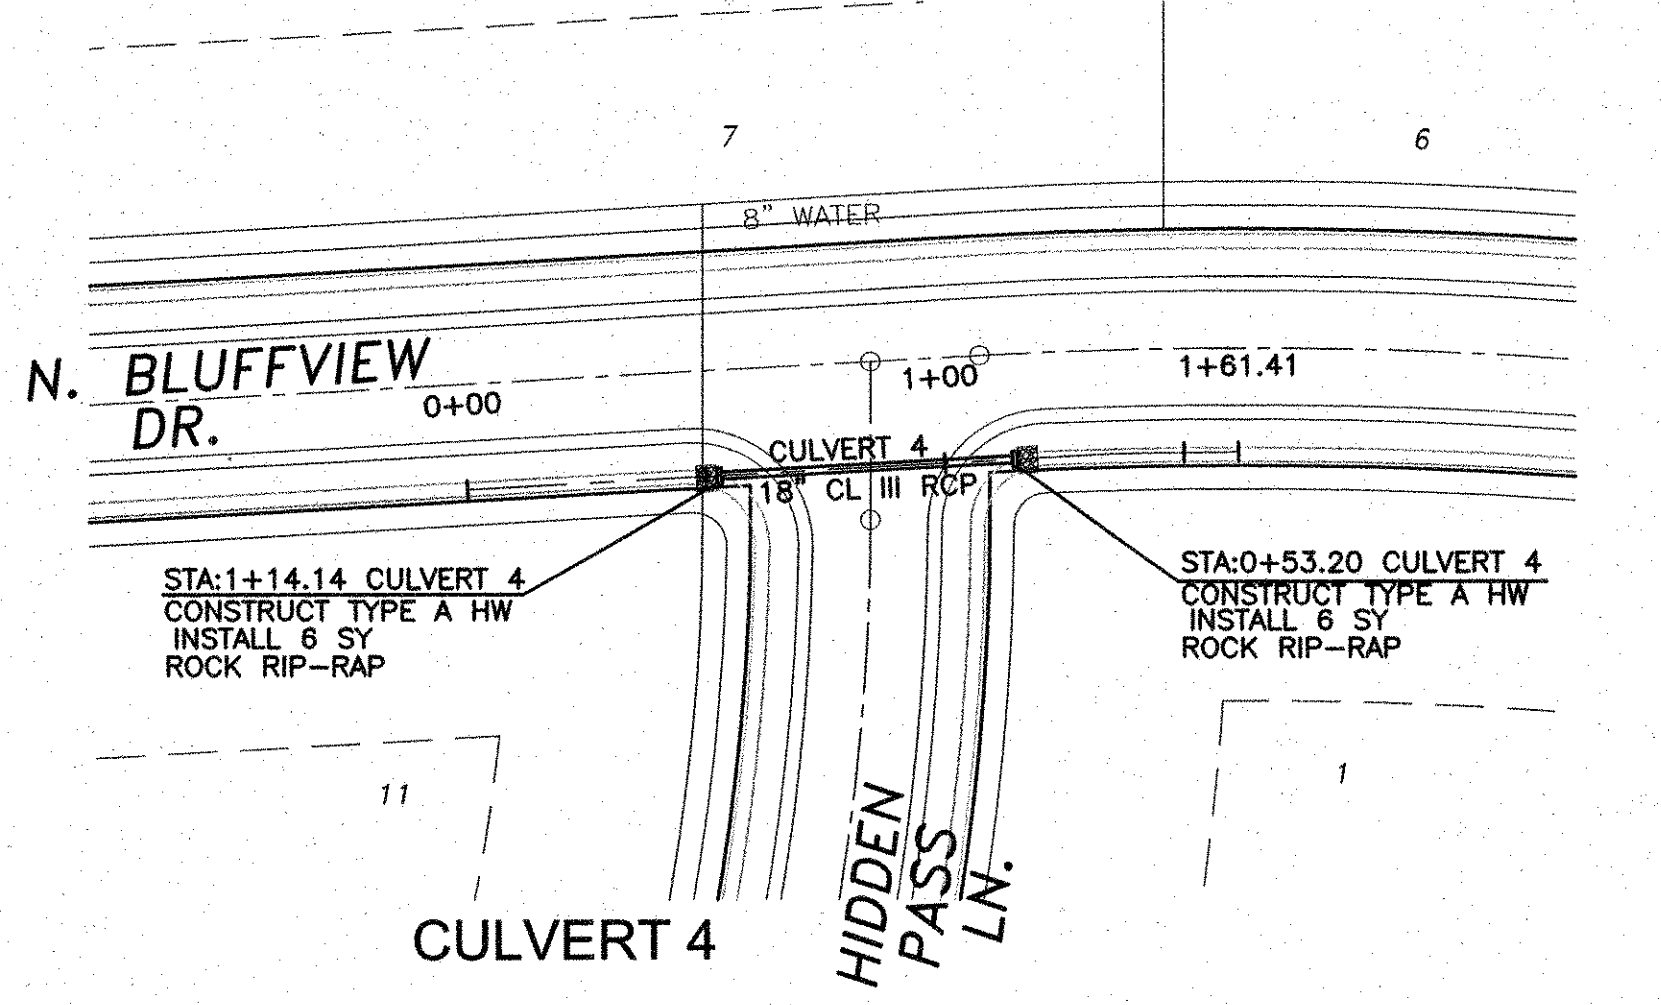 7
6
8" WATER
N. BLUFFVIEW
DR.
0+00
1+00
1+61.41
CULVERT 4
18" CL III RCP
STA:1+14.14 CULVERT 4
CONSTRUCT TYPE A HW
INSTALL 6 SY
ROCK RIP-RAP
STA:0+53.20 CULVERT 4
CONSTRUCT TYPE A HW
INSTALL 6 SY
ROCK RIP-RAP
11
1
HIDDEN
PASS
LN.
CULVERT 4